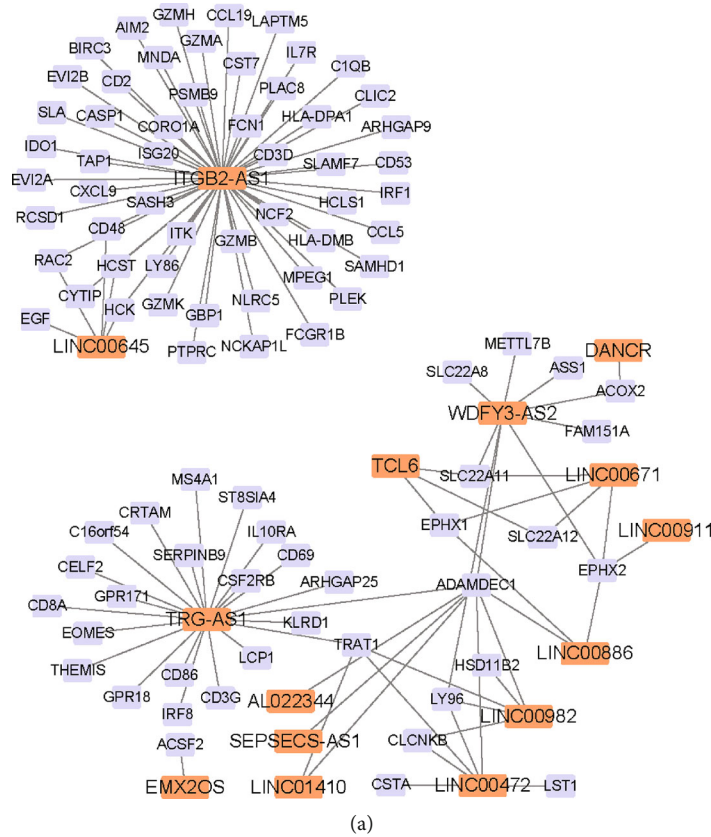 GZMH
CCL19
AIM2
GZMA
LAPTM5
BIRC3
MNDA
CST7
IL7R
EVI2B
CD2
PSMB9
PLAC8
C1QB
SLA
CASP1
CORO1A
FCN1
HLA-DPA1
CLIC2
ARHGAP9
IDO1
TAP1
ISG20
CD3D
SLAMF7
CD53
EVI2A
CXCL9
ITGB2-AS1
IRF1
RCSD1
SASH3
NCF2
HCLS1
CD48
ITK
GZMB
HLA-DMB
CCL5
RAC2
HCST
LY86
MPEG1
SAMHD1
CYTIP
HCK
GZMK
GBP1
NLRC5
PLEK
EGF
LINC00645
PTPRC
NCKAP1L
FCGR1B
METTL7B
DANCR
SLC22A8
ASS1
ACOX2
WDFY3-AS2
FAM151A
TCL6
SLC22A11
LINC00671
MS4A1
ST8SIA4
EPHX1
SLC22A12
LINC00911
CRTAM
C16orf54
IL10RA
SERPINB9
CD69
EPHX2
CELF2
CSF2RB
ARHGAP25
ADAMDEC1
CD8A
GPR171
TRG-AS1
KLRD1
EOMES
TRAT1
LINC00886
THEMIS
CD86
LCP1
HSD11B2
GPR18
CD3G
AL022344
LY96
IRF8
LINC00982
ACSF2
SEPSECS-AS1
CLCNKB
EMX2OS
LINC01410
CSTA
LINC00472
LST1
(a)